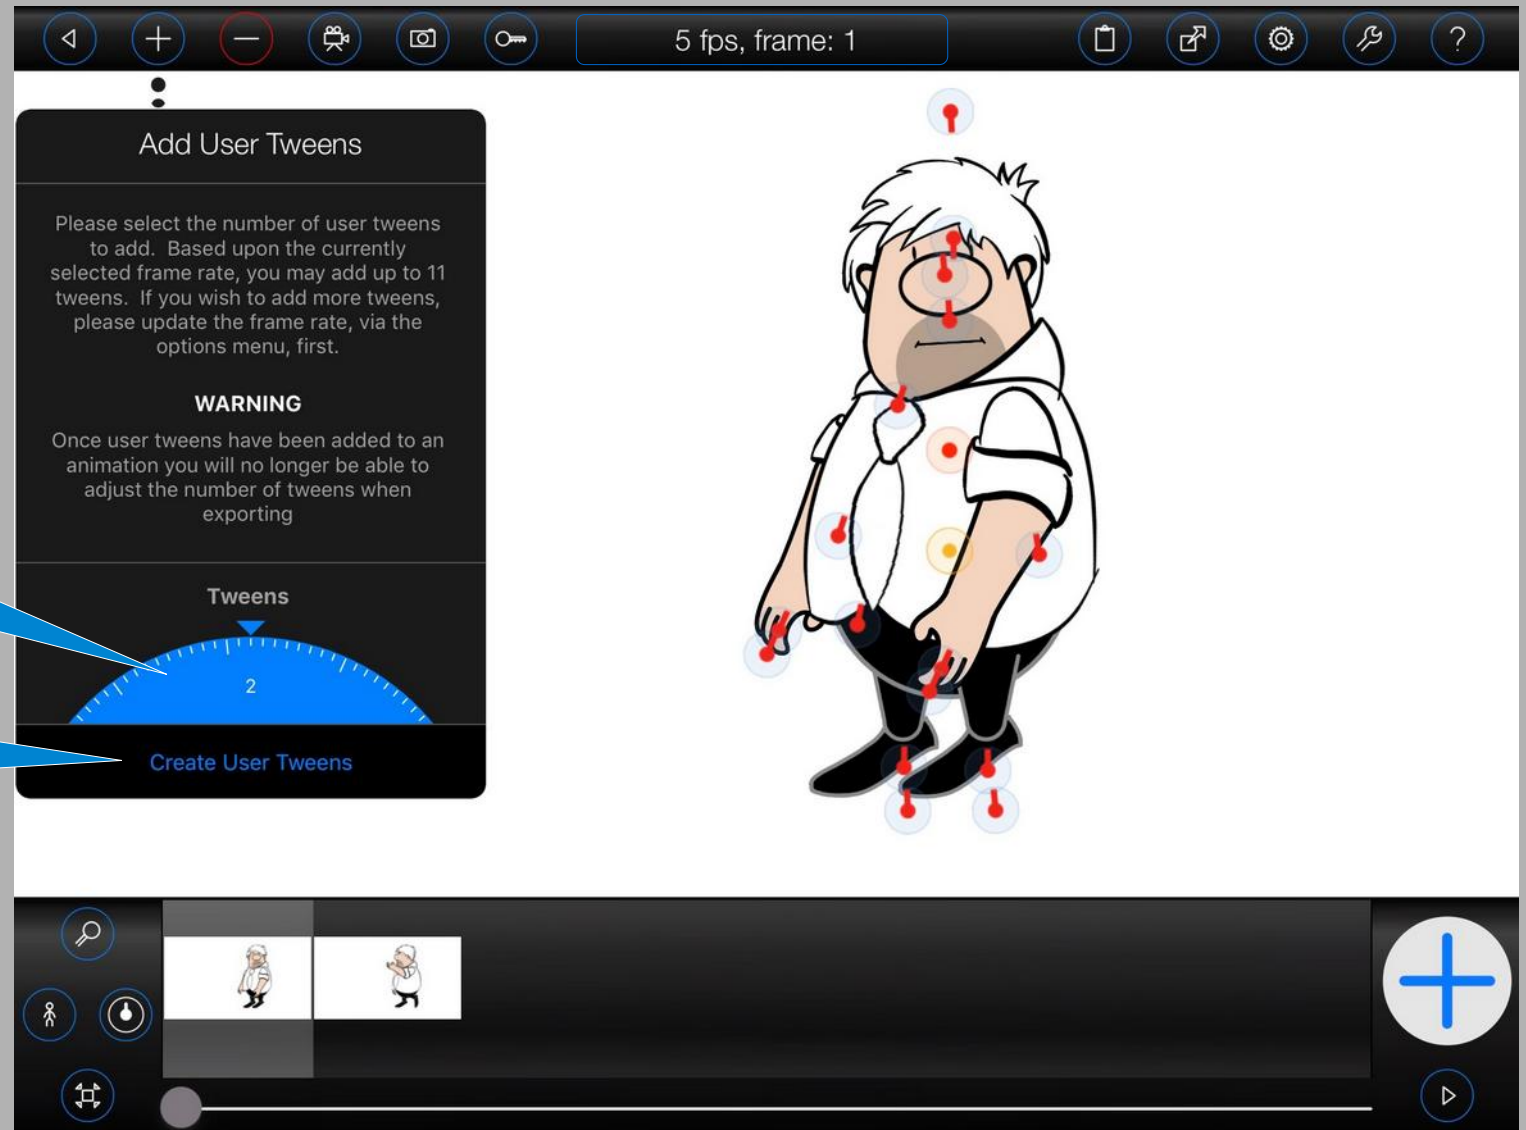 5 fps, frame: 1
?
Add User Tweens
Please select the number of user tweens
to add. Based upon the currently
selected frame rate, you may add up to 11
tweens. If you wish to add more tweens,
please update the frame rate, via the
options menu, first.
WARNING
Once user tweens have been added to an
animation you will no longer be able to
adjust the number of tweens when
exporting
Tweens
2
Create User Tweens